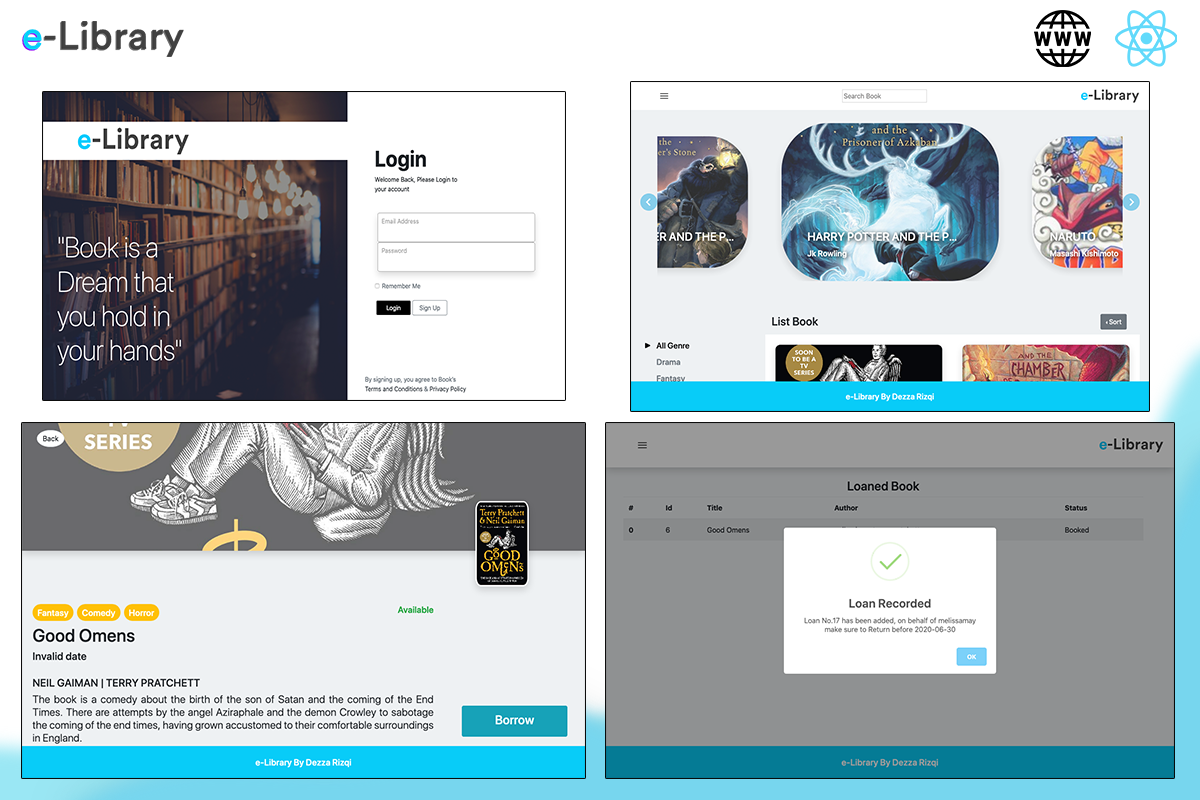 e-Library
WWW
e-Library
"Book is a
Dream that
you hold in
your hands"
Login
Welcome Back, Please Login to
your account
Email Address
Password
Remember Me
Login
Sign Up
By signing up, you agree to Book's
Terms and Conditions & Privacy Policy
Search Book
e-Library
the
er's Stone
ER AND THE P...
and the
Prisoner of Azkaban
HARRY POTTER AND THE P...
Jk Rowling
NARUTO
Masashi Kishimoto
List Book
Sort
All Genre
Drama
Fantasy
SOON
TO BE A
TV
SERIES
AND THE
CHAMBER
e-Library By Dezza Rizqi
Back
TV
SERIES
Terry Pratchett
& Neil Gaiman
GOOD
OMENS
Fantasy
Comedy
Horror
Available
Good Omens
Invalid date
NEIL GAIMAN | TERRY PRATCHETT
The book is a comedy about the birth of the son of Satan and the coming of the End
Times. There are attempts by the angel Aziraphale and the demon Crowley to sabotage
the coming of the end times, having grown accustomed to their comfortable surroundings
in England.
Borrow
e-Library By Dezza Rizqi
e-Library
Loaned Book
# Id Title Author Status
0 6 Good Omens Booked
Loan Recorded
Loan No.17 has been added, on behalf of melissamay
make sure to Return before 2020-06-30
OK
e-Library By Dezza Rizqi